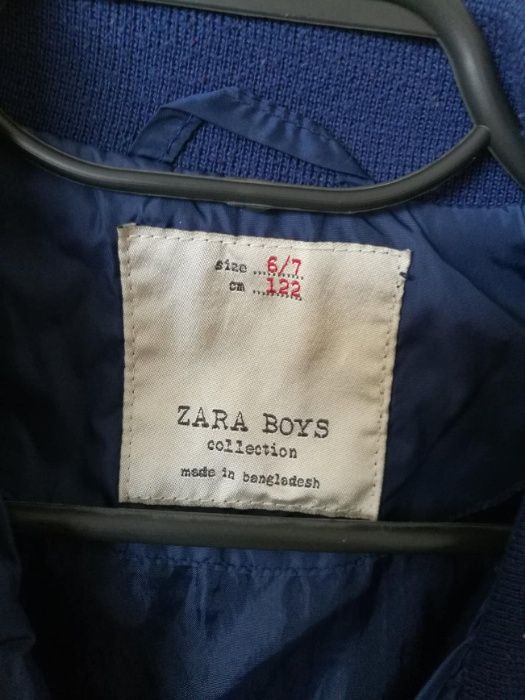 size ....6/7
cm ...122
ZARA BOYS
collection
made in bangladesh